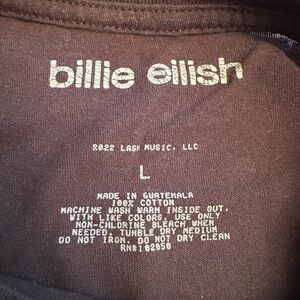 billie eilish
2022 LASH MUSIC, LLC
L
MADE IN GUATEMALA
100% COTTON
MACHINE WASH WARM INSIDE OUT,
WITH LIKE COLORS. USE ONLY
NON-CHLORINE BLEACH WHEN
NEEDED. TUMBLE DRY MEDIUM
DO NOT IRON. DO NOT DRY CLEAN
RN#102050